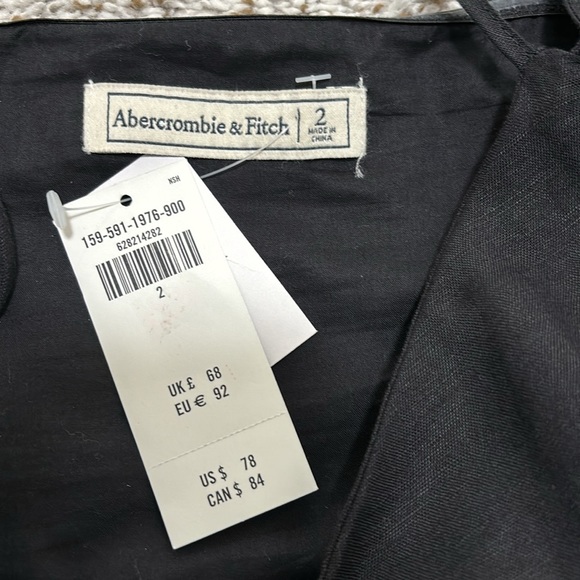 Abercrombie & Fitch
2
MADE IN
CHINA
NSH
159-591-1976-900
628214282
2
UK £ 68
EU € 92
US $ 78
CAN $ 84